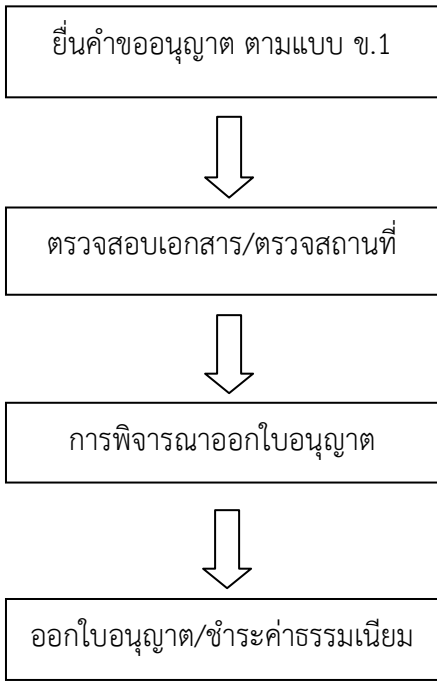 ยื่นคำขออนุญาต ตามแบบ ข.1
ตรวจสอบเอกสาร/ตรวจสถานที่
การพิจารณาออกใบอนุญาต
ออกใบอนุญาต/ชำระค่าธรรมเนียม